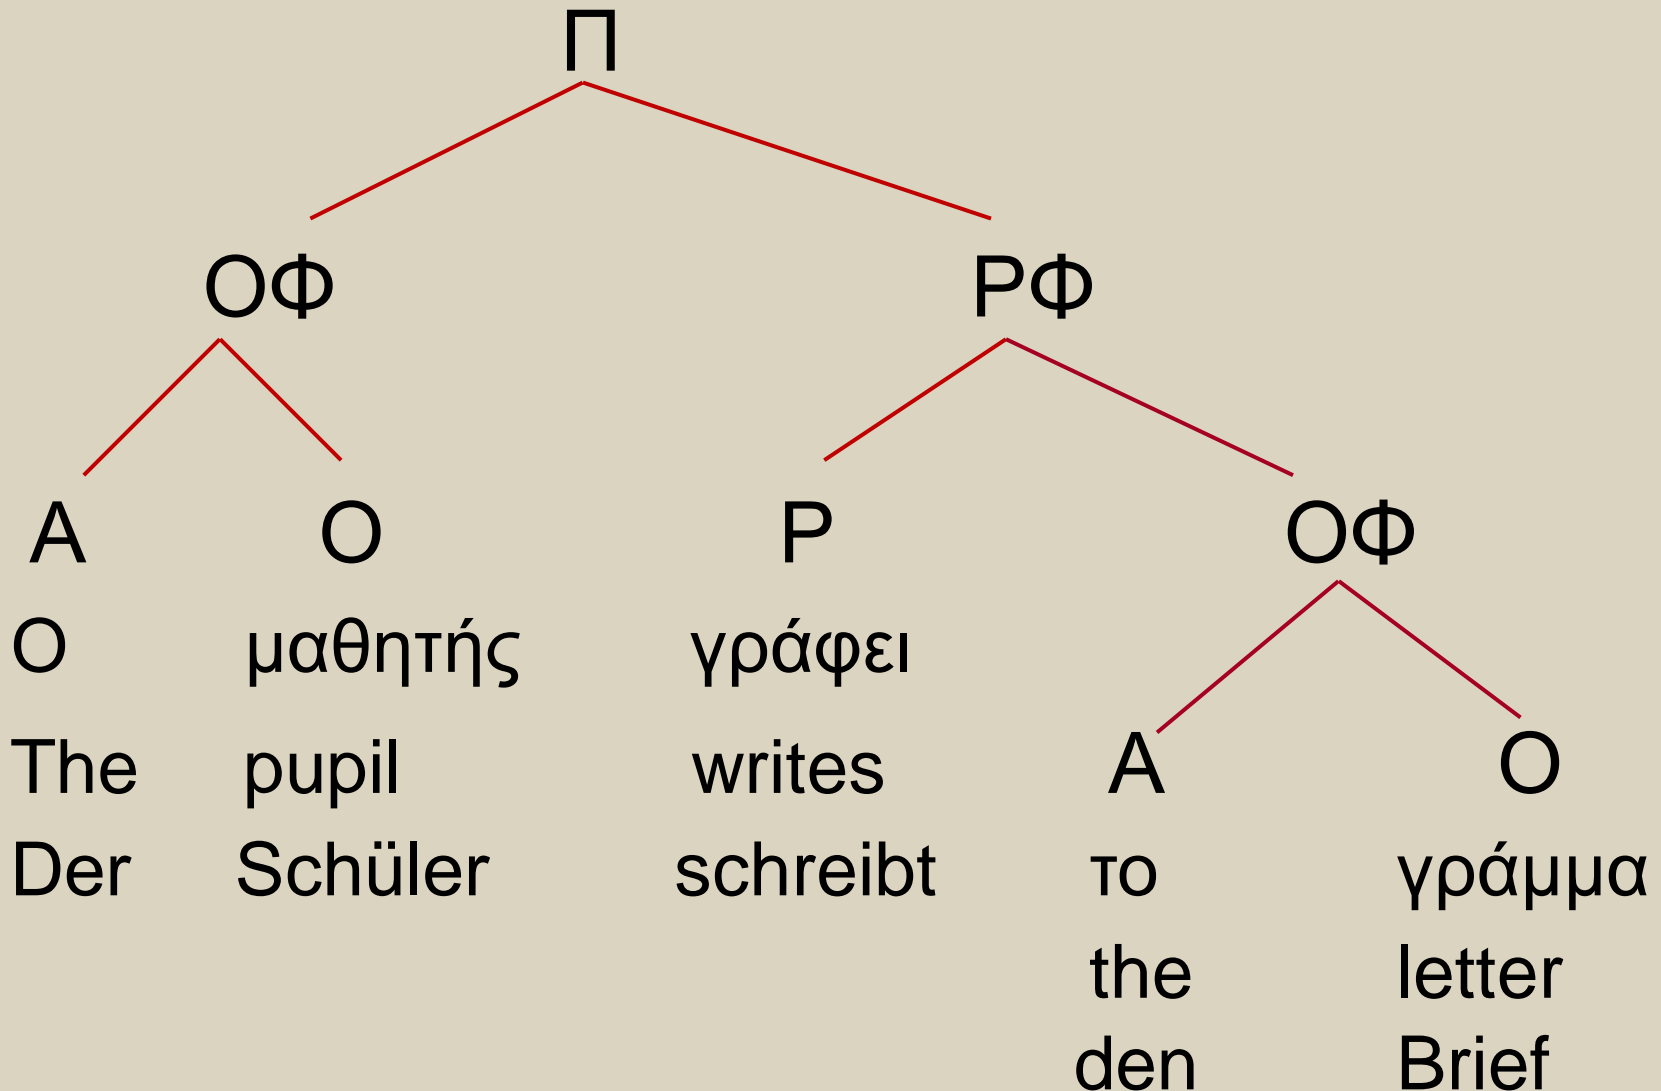 Π
ΟΦ ΡΦ
Α Ο Ρ ΟΦ
Ο μαθητής γράφει
The pupil writes Α Ο
Der Schüler schreibt το γράμμα
the letter
den Brief